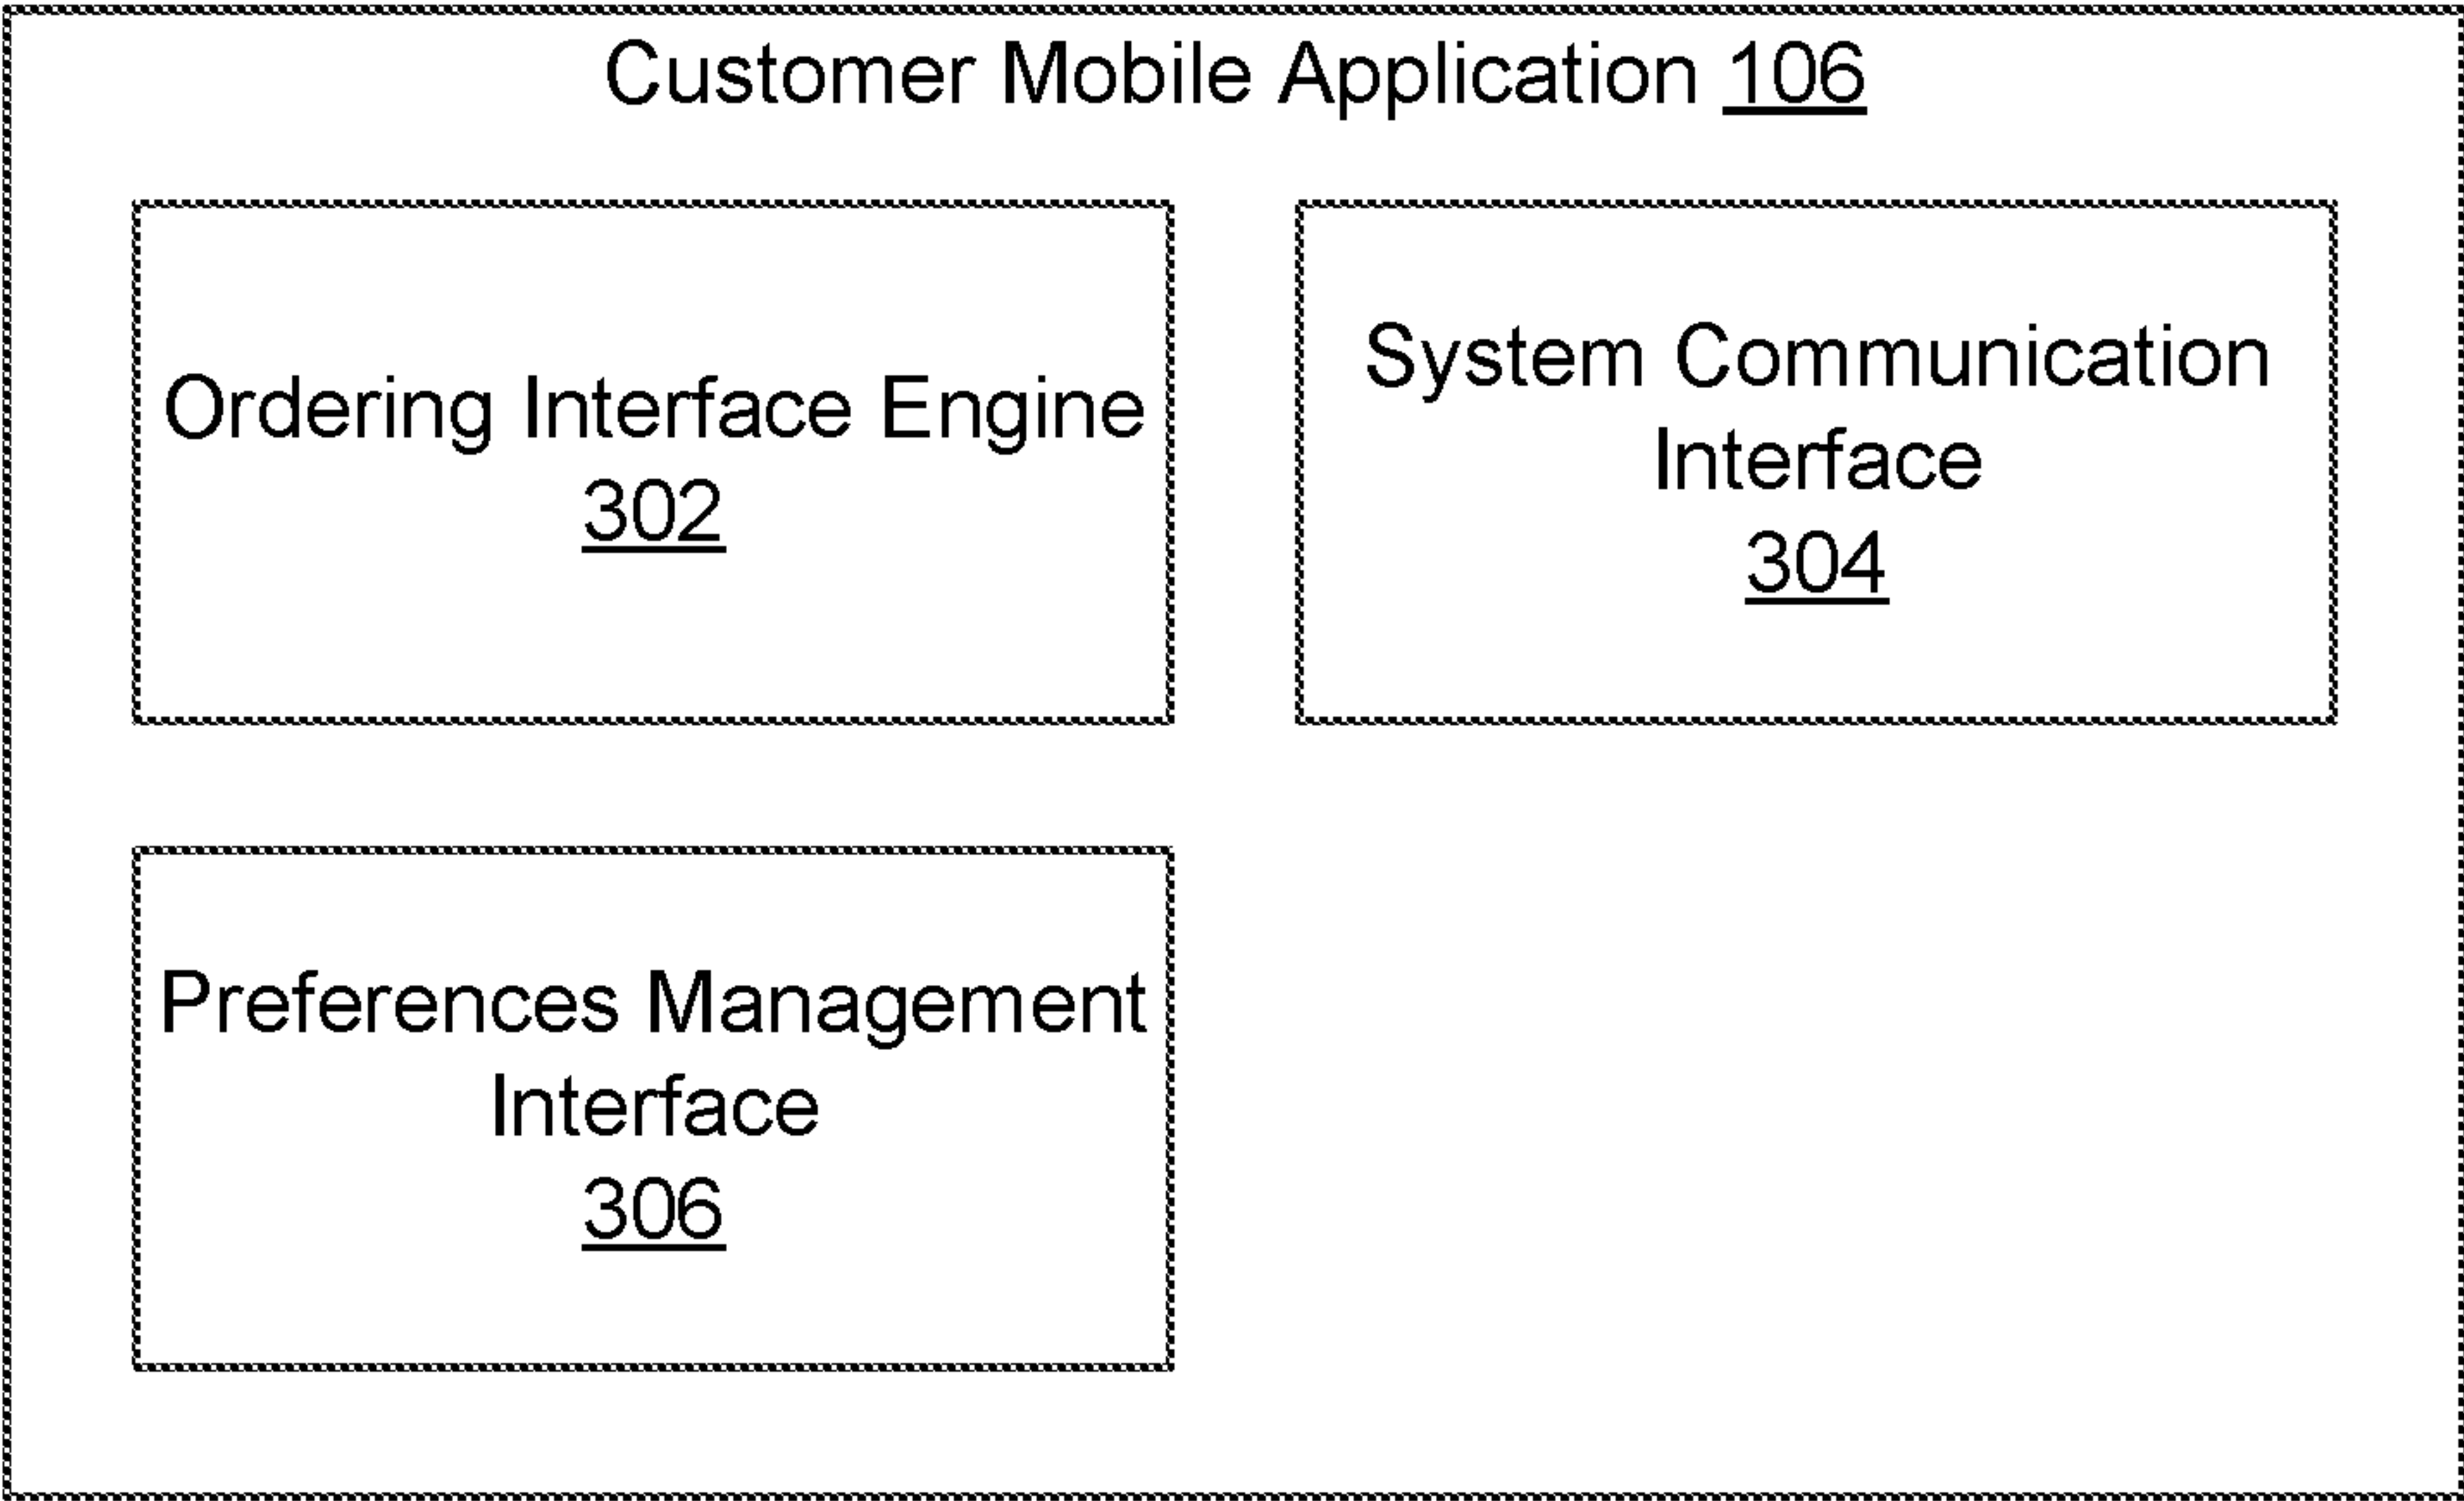 Customer Mobile Application 106
Ordering Interface Engine
302
System Communication
Interface
304
Preferences Management
Interface
306